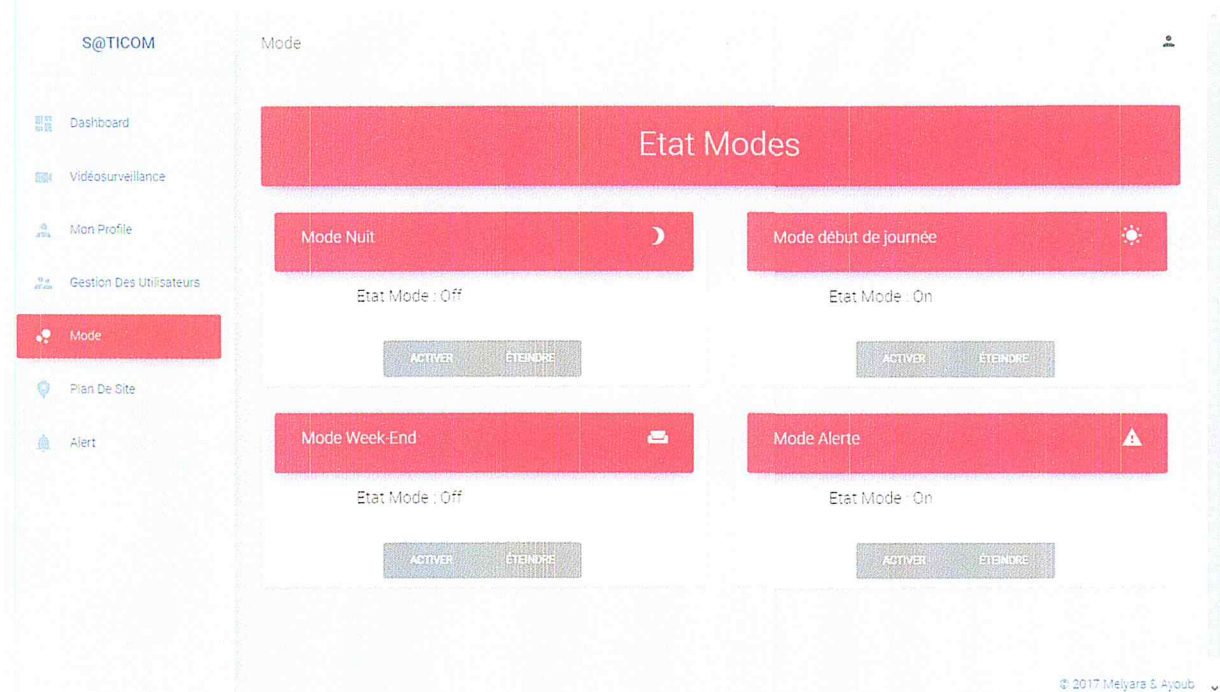 S@TICOM
Mode
Dashboard
Vidéosurveillance
Mon Profile
Gestion Des Utilisateurs
Mode
Plan De Site
Alert
Etat Modes
Mode Nuit
Etat Mode : Off
ACTIVER ÉTEINDRE
Mode début de journée
Etat Mode : On
ACTIVER ÉTEINDRE
Mode Week-End
Etat Mode : Off
ACTIVER ÉTEINDRE
Mode Alerte
Etat Mode : On
ACTIVER ÉTEINDRE
© 2017 Melyara & Ayoub